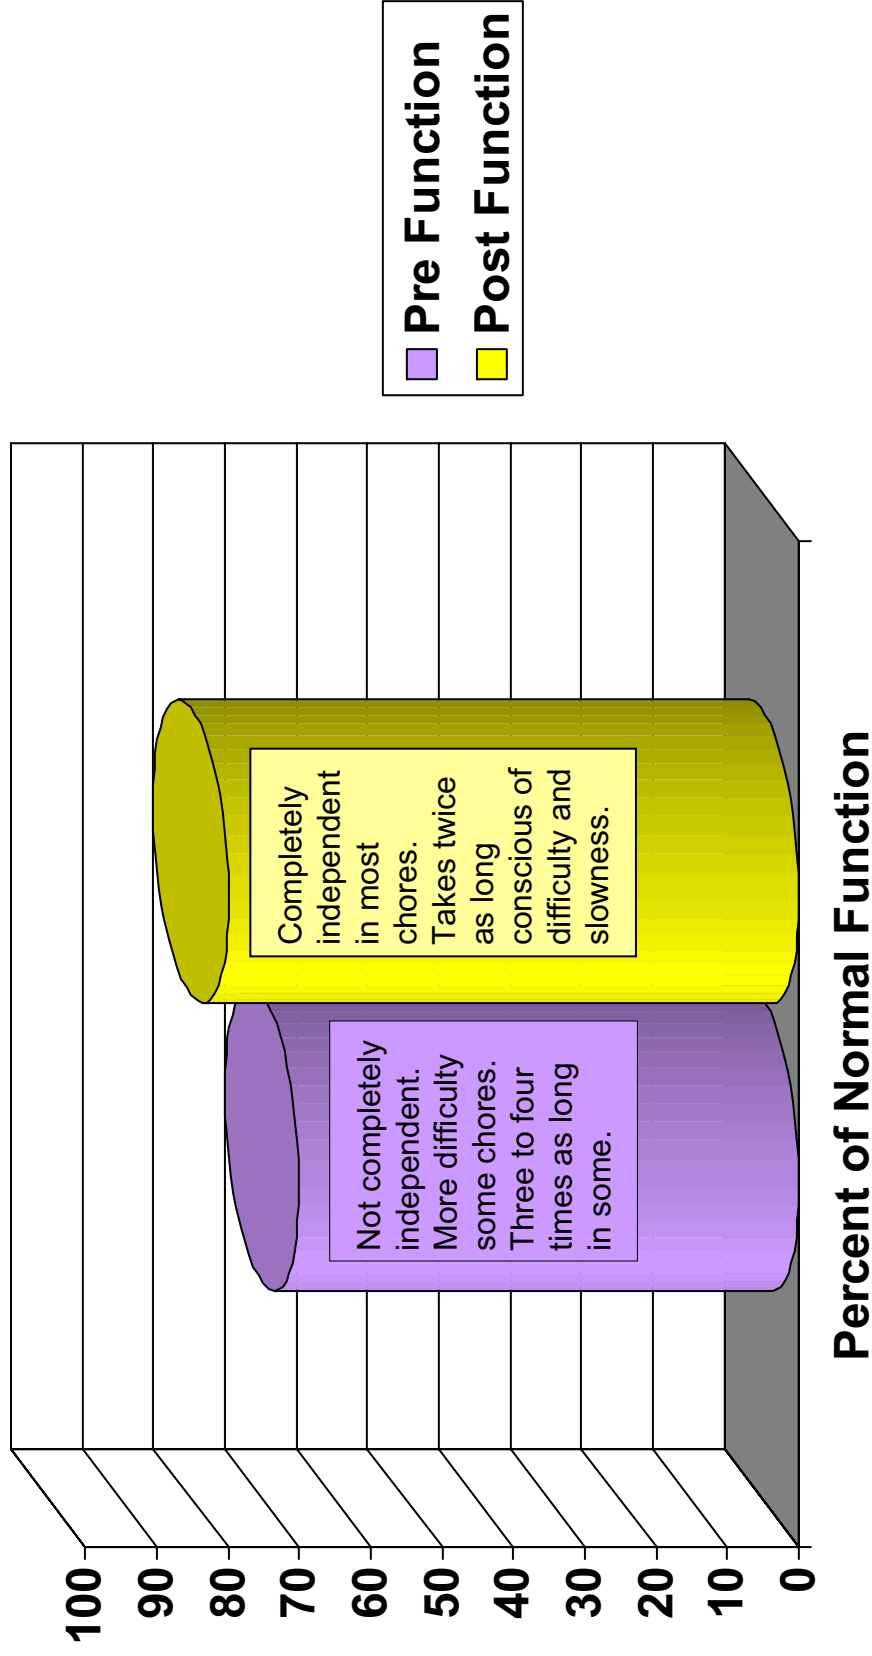 100
90
80
70
60
50
40
30
20
10
0
Not completely
independent.
More difficulty
some chores.
Three to four
times as long
in some.
Completely
independent
in most
chores.
Takes twice
as long
conscious of
difficulty and
slowness.
Percent of Normal Function
Pre Function
Post Function